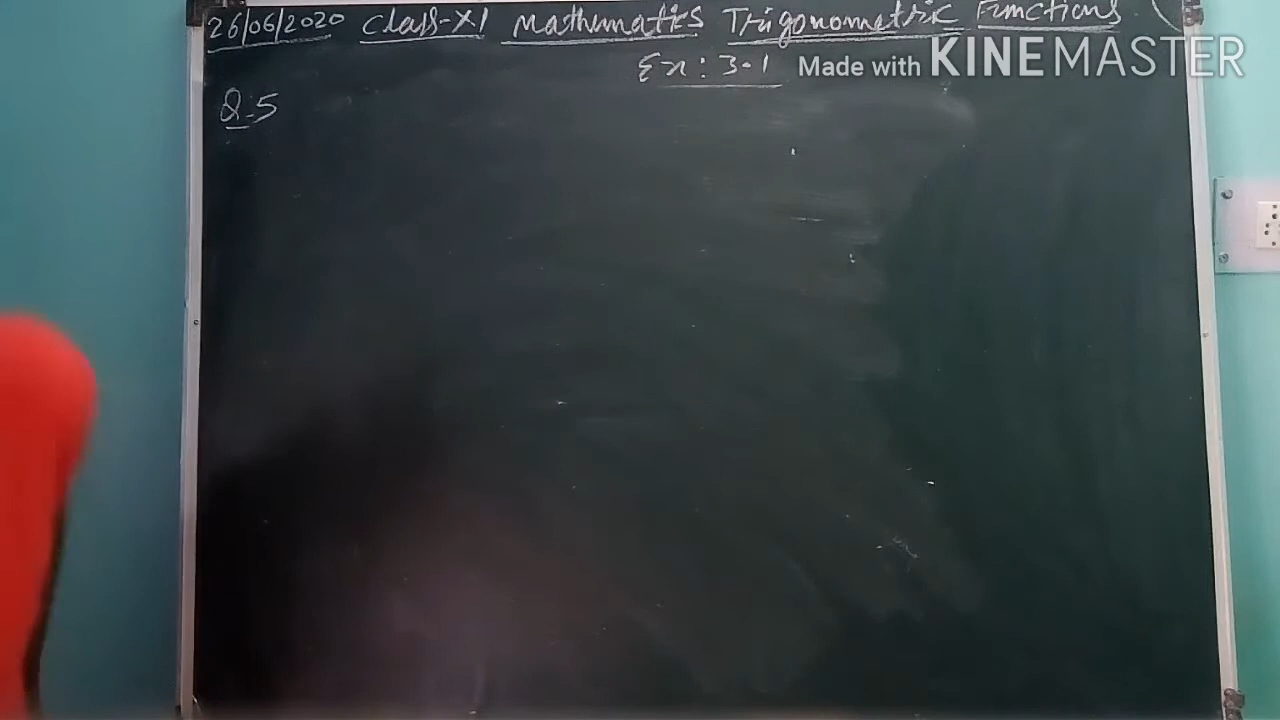 26/06/2020 Class-XI Mathematics Trigonometric Functions
Ex: 3.1 Made with KINEMASTER
Q.5